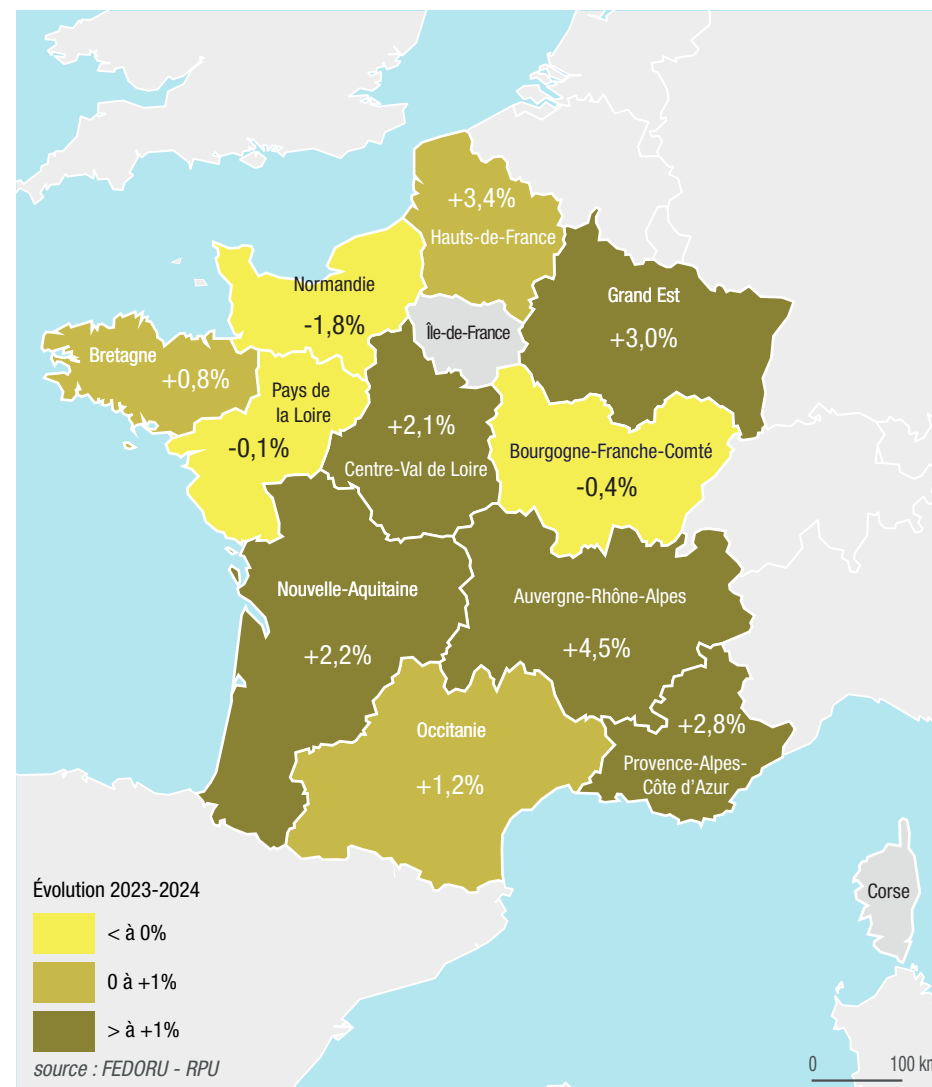 +3,4%
Hauts-de-France
Normandie
-1,8%
Île-de-France
Grand Est
+3,0%
Bretagne
+0,8%
Pays de
la Loire
-0,1%
+2,1%
Centre-Val de Loire
Bourgogne-Franche-Comté
-0,4%
Nouvelle-Aquitaine
+2,2%
Auvergne-Rhône-Alpes
+4,5%
Occitanie
+1,2%
+2,8%
Provence-Alpes-
Côte d’Azur
Corse
Évolution 2023-2024
< à 0%
0 à +1%
> à +1%
source : FEDORU - RPU
0 100 km